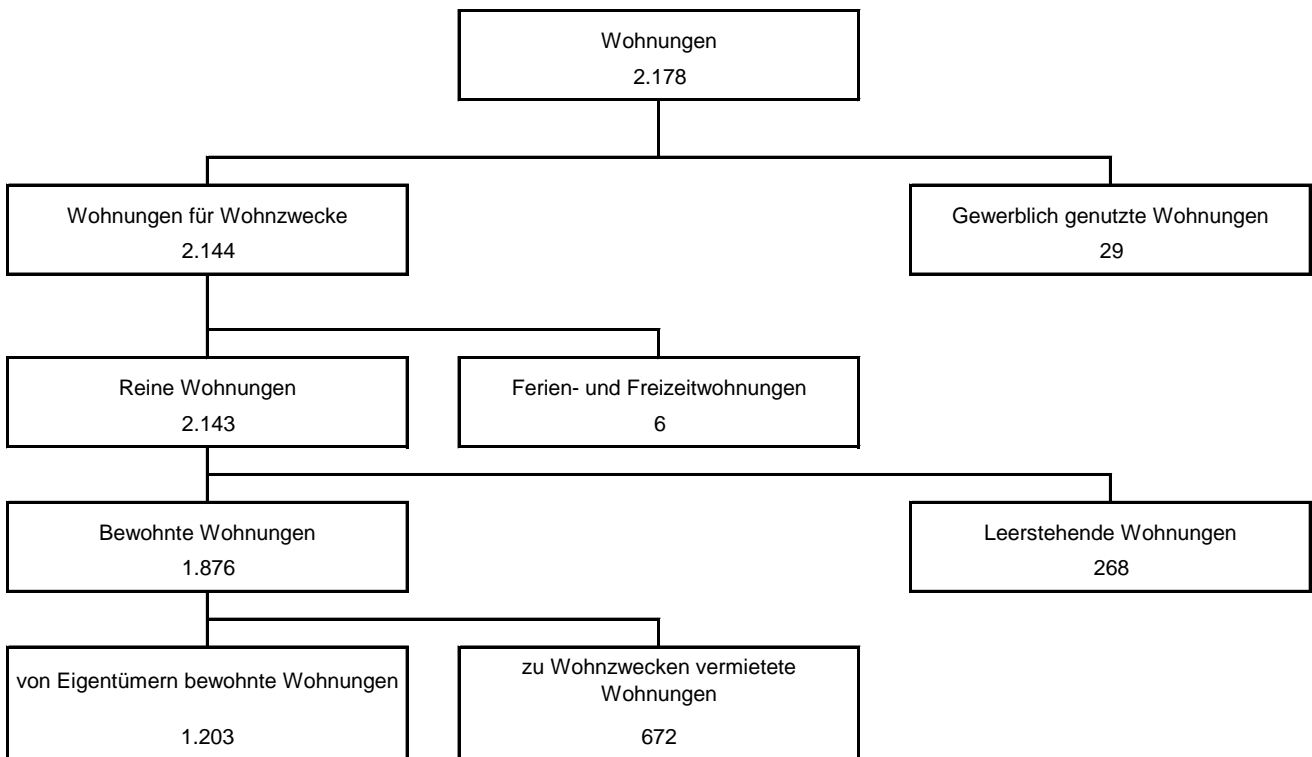 Wohnungen
2.178
Wohnungen für Wohnzwecke
2.144
Gewerblich genutzte Wohnungen
29
Reine Wohnungen
2.143
Ferien- und Freizeitwohnungen
6
Bewohnte Wohnungen
1.876
Leerstehende Wohnungen
268
von Eigentümern bewohnte Wohnungen
1.203
zu Wohnzwecken vermietete
Wohnungen
672